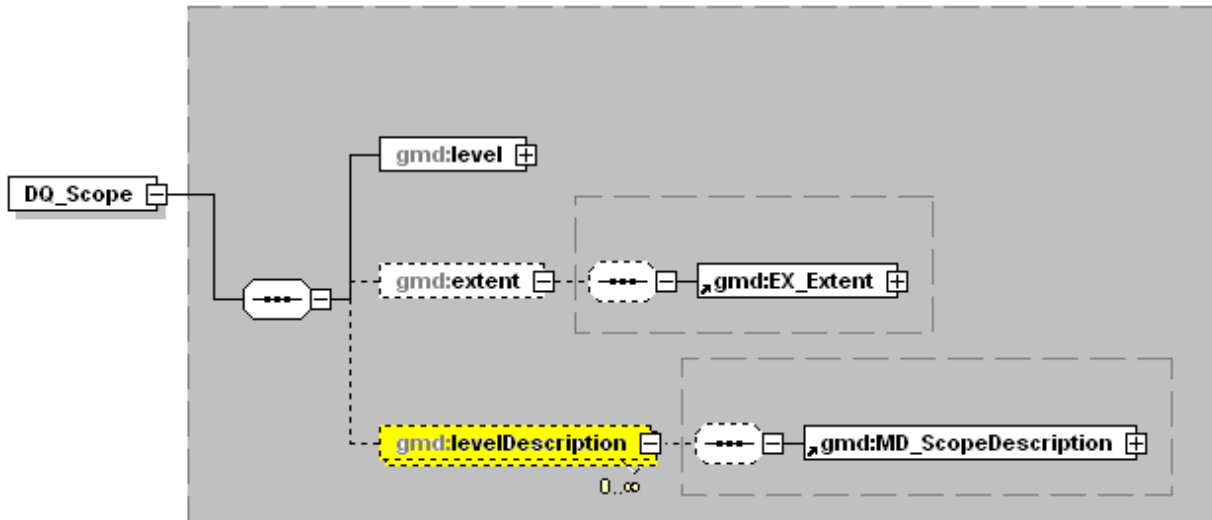 gmd:level
DQ_Scope
gmd:extent
gmd:EX_Extent
gmd:levelDescription
gmd:MD_ScopeDescription
0..∞